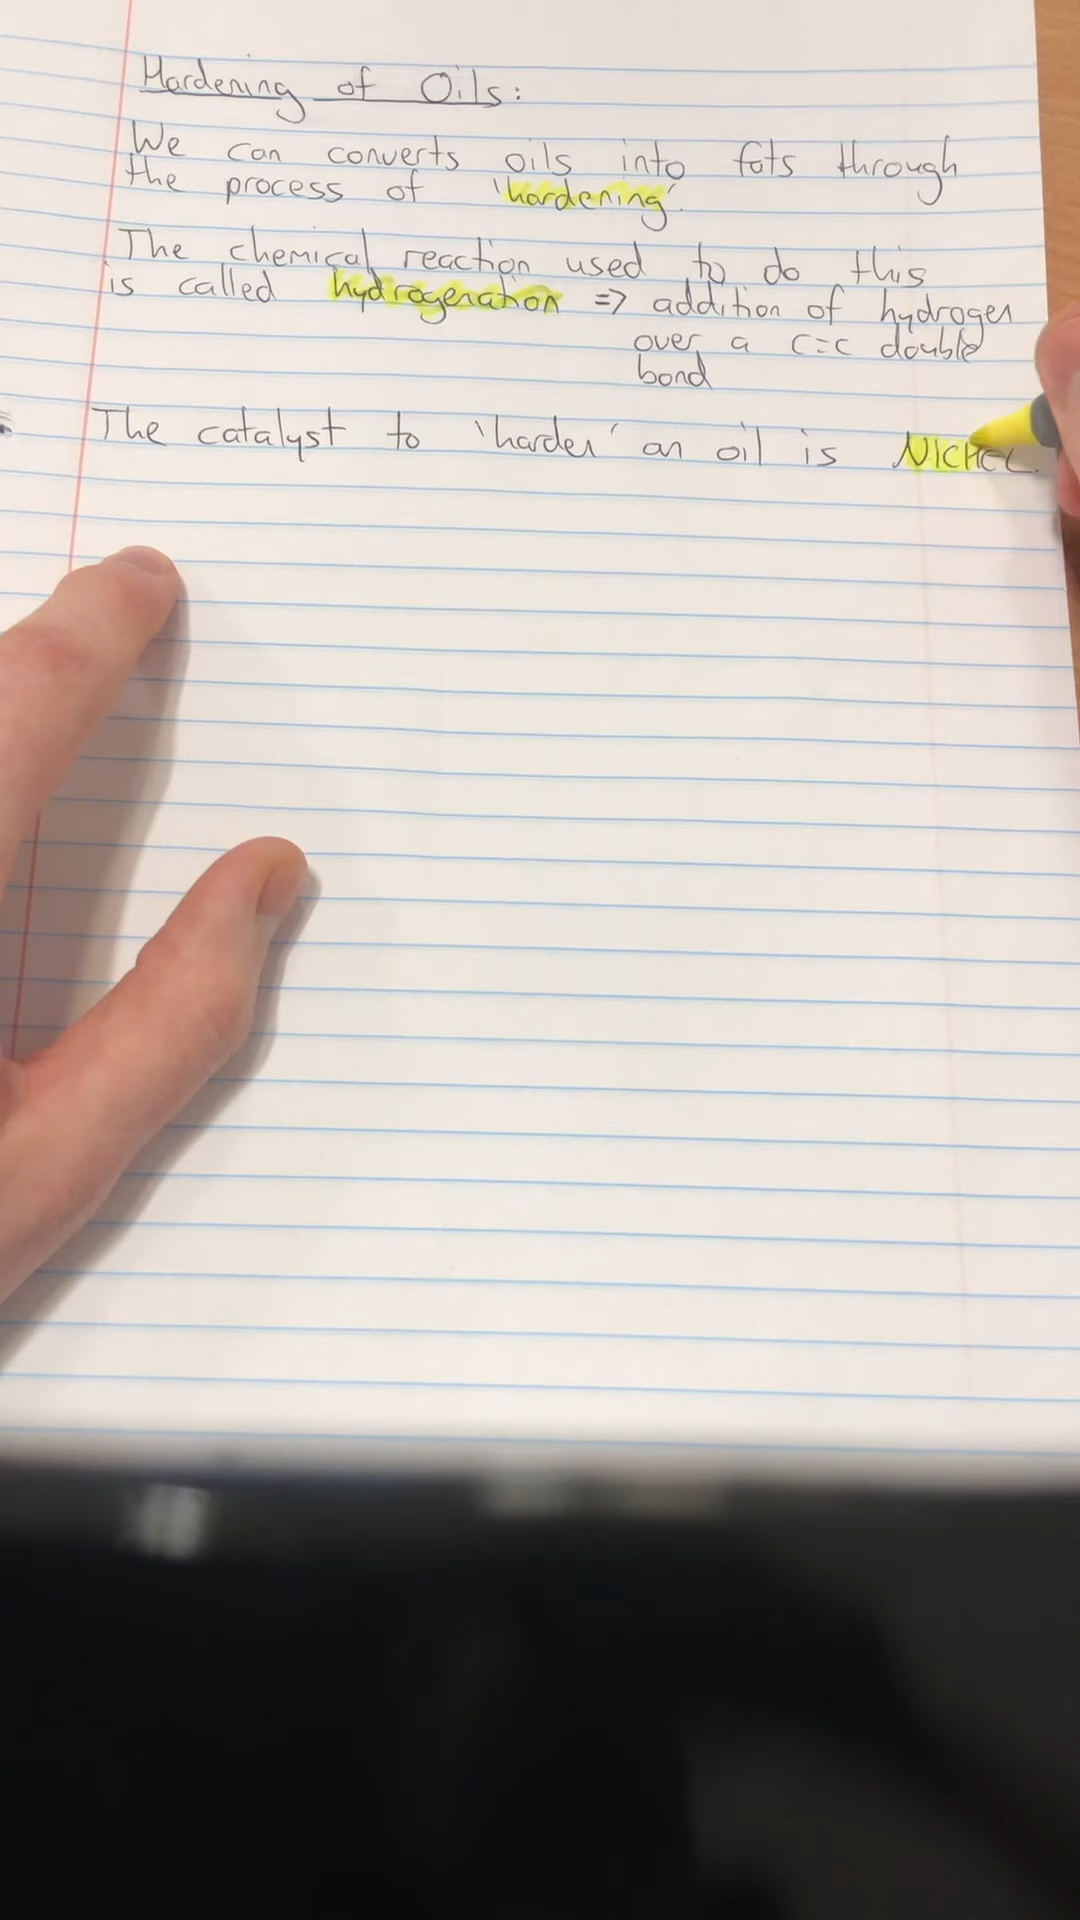 Hardening of Oils:
We can converts oils into fats through
the process of 'hardening'.
The chemical reaction used to do this
is called hydrogenation => addition of hydrogen
over a C=C double
bond
The catalyst to 'harden' an oil is NICKEL.